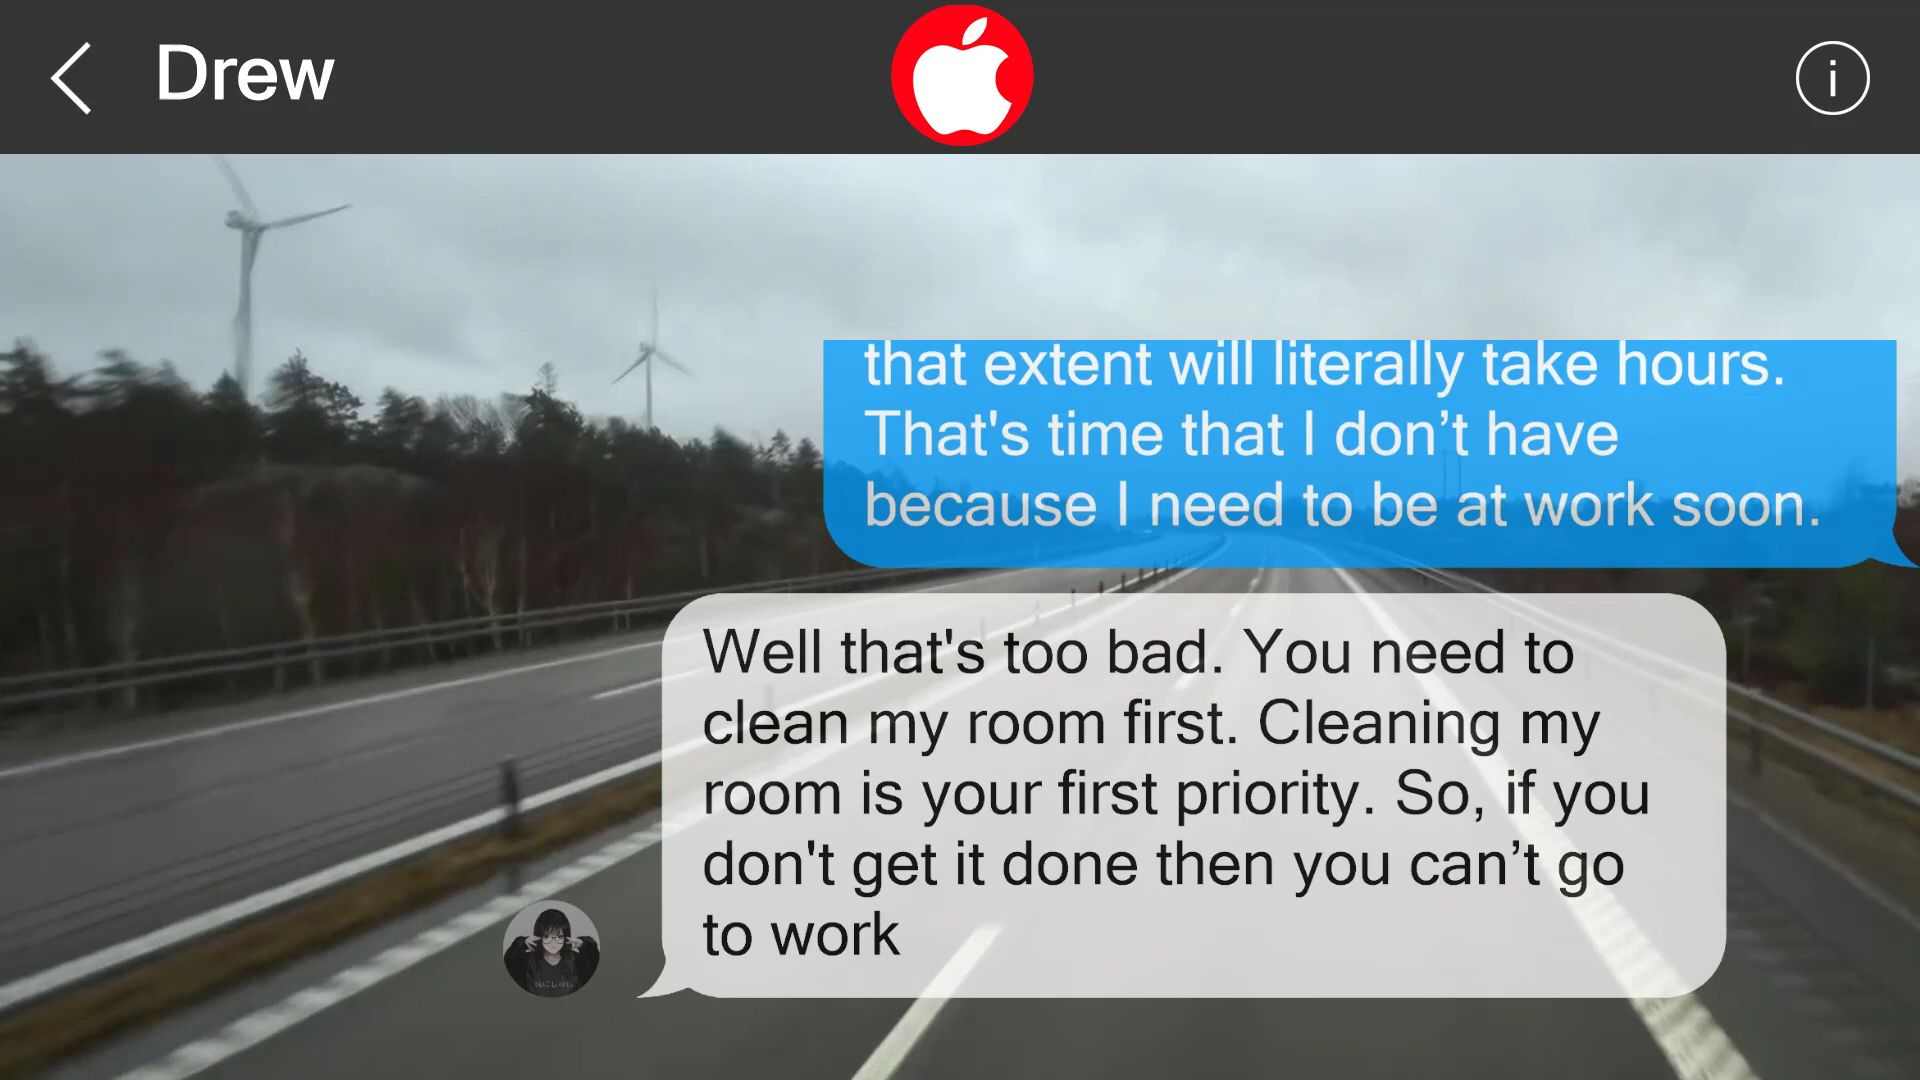 Drew
i
that extent will literally take hours.
That's time that I don’t have
because I need to be at work soon.
Well that's too bad. You need to
clean my room first. Cleaning my
room is your first priority. So, if you
don't get it done then you can’t go
to work